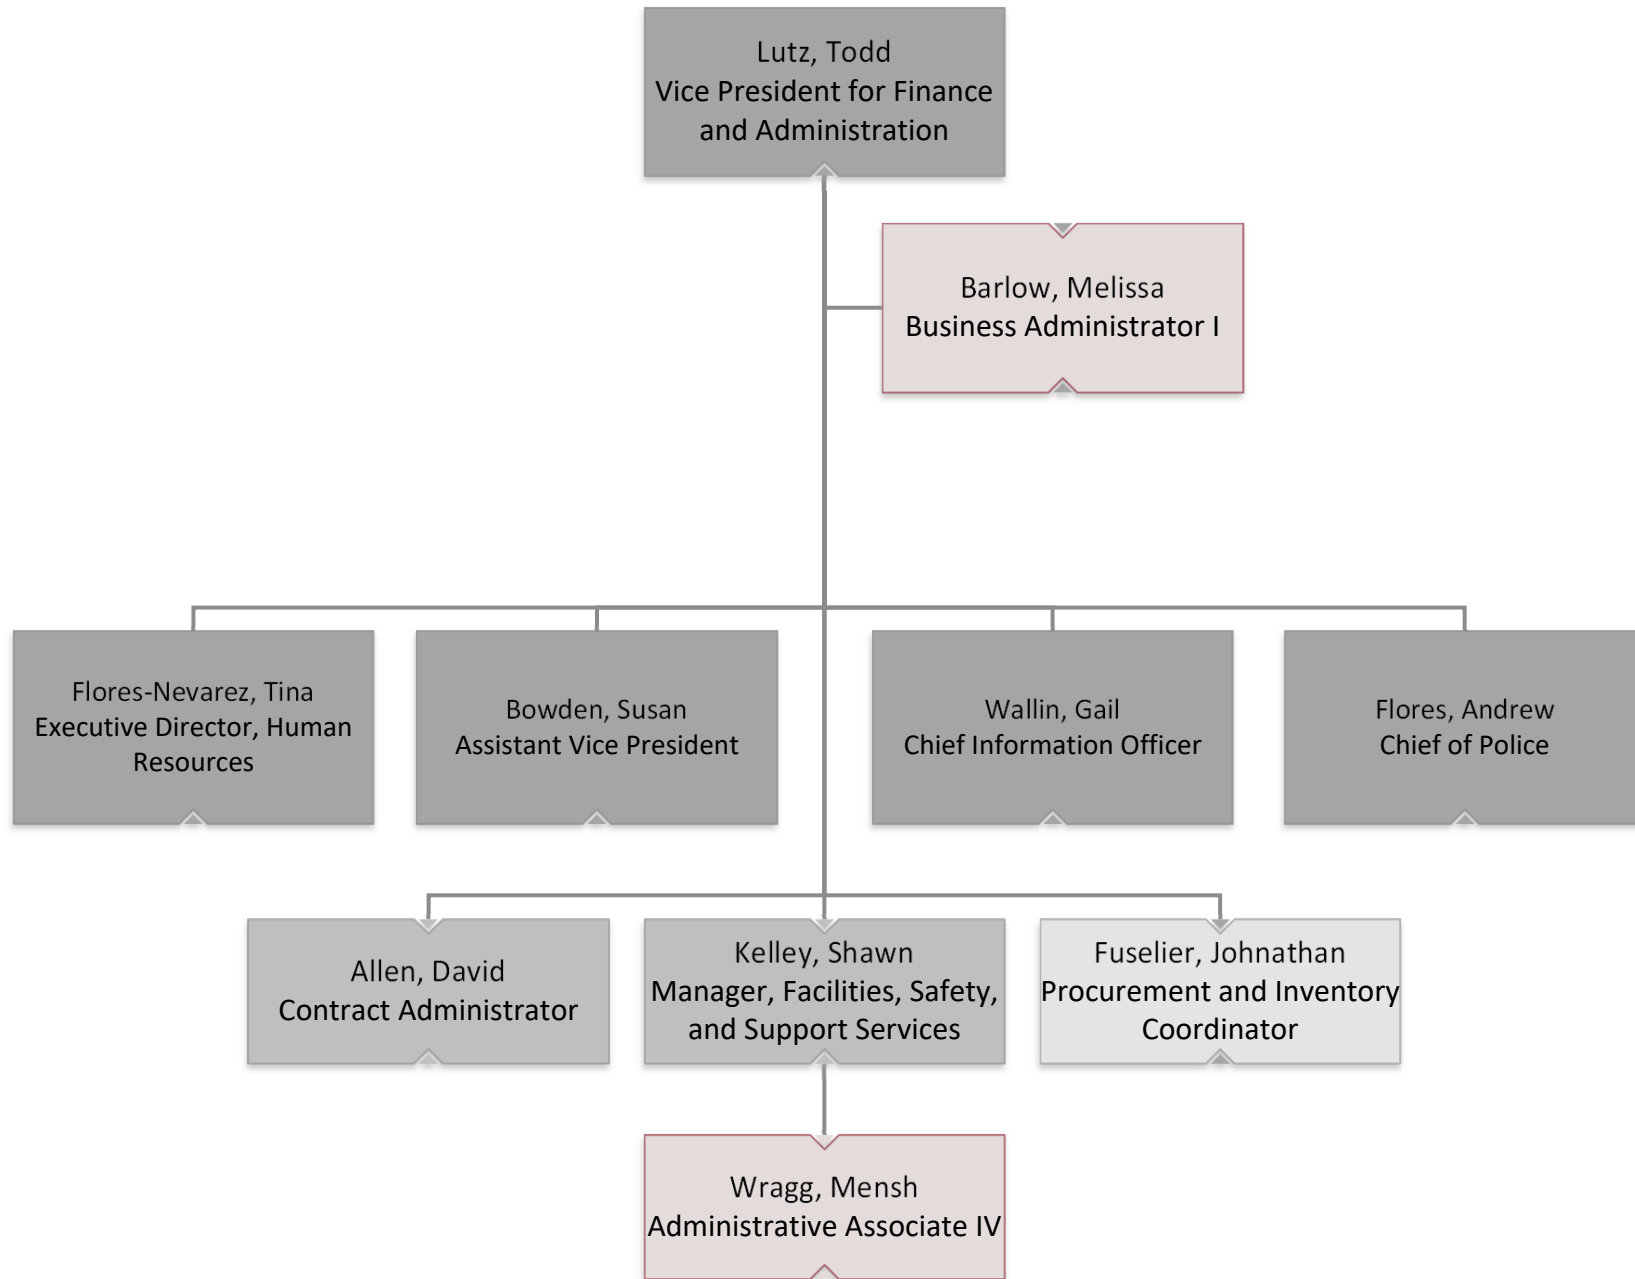 Lutz, Todd
Vice President for Finance
and Administration
Barlow, Melissa
Business Administrator I
Flores-Nevarez, Tina
Executive Director, Human
Resources
Bowden, Susan
Assistant Vice President
Wallin, Gail
Chief Information Officer
Flores, Andrew
Chief of Police
Allen, David
Contract Administrator
Kelley, Shawn
Manager, Facilities, Safety,
and Support Services
Fuselier, Johnathan
Procurement and Inventory
Coordinator
Wragg, Mensh
Administrative Associate IV